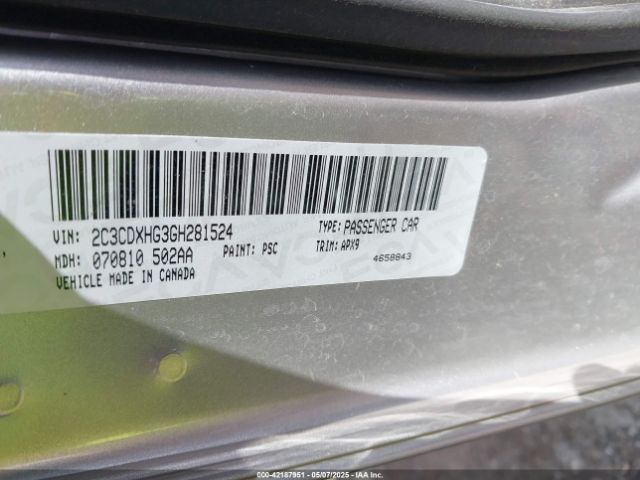 VIN: 2C3CDXHG3GH281524 TYPE: PASSENGER CAR
MDH: 070810 502AA PAINT: PSC TRIM: APX9
VEHICLE MADE IN CANADA 4658843
00-42187951 - 05/07/2025 - IAA Inc.